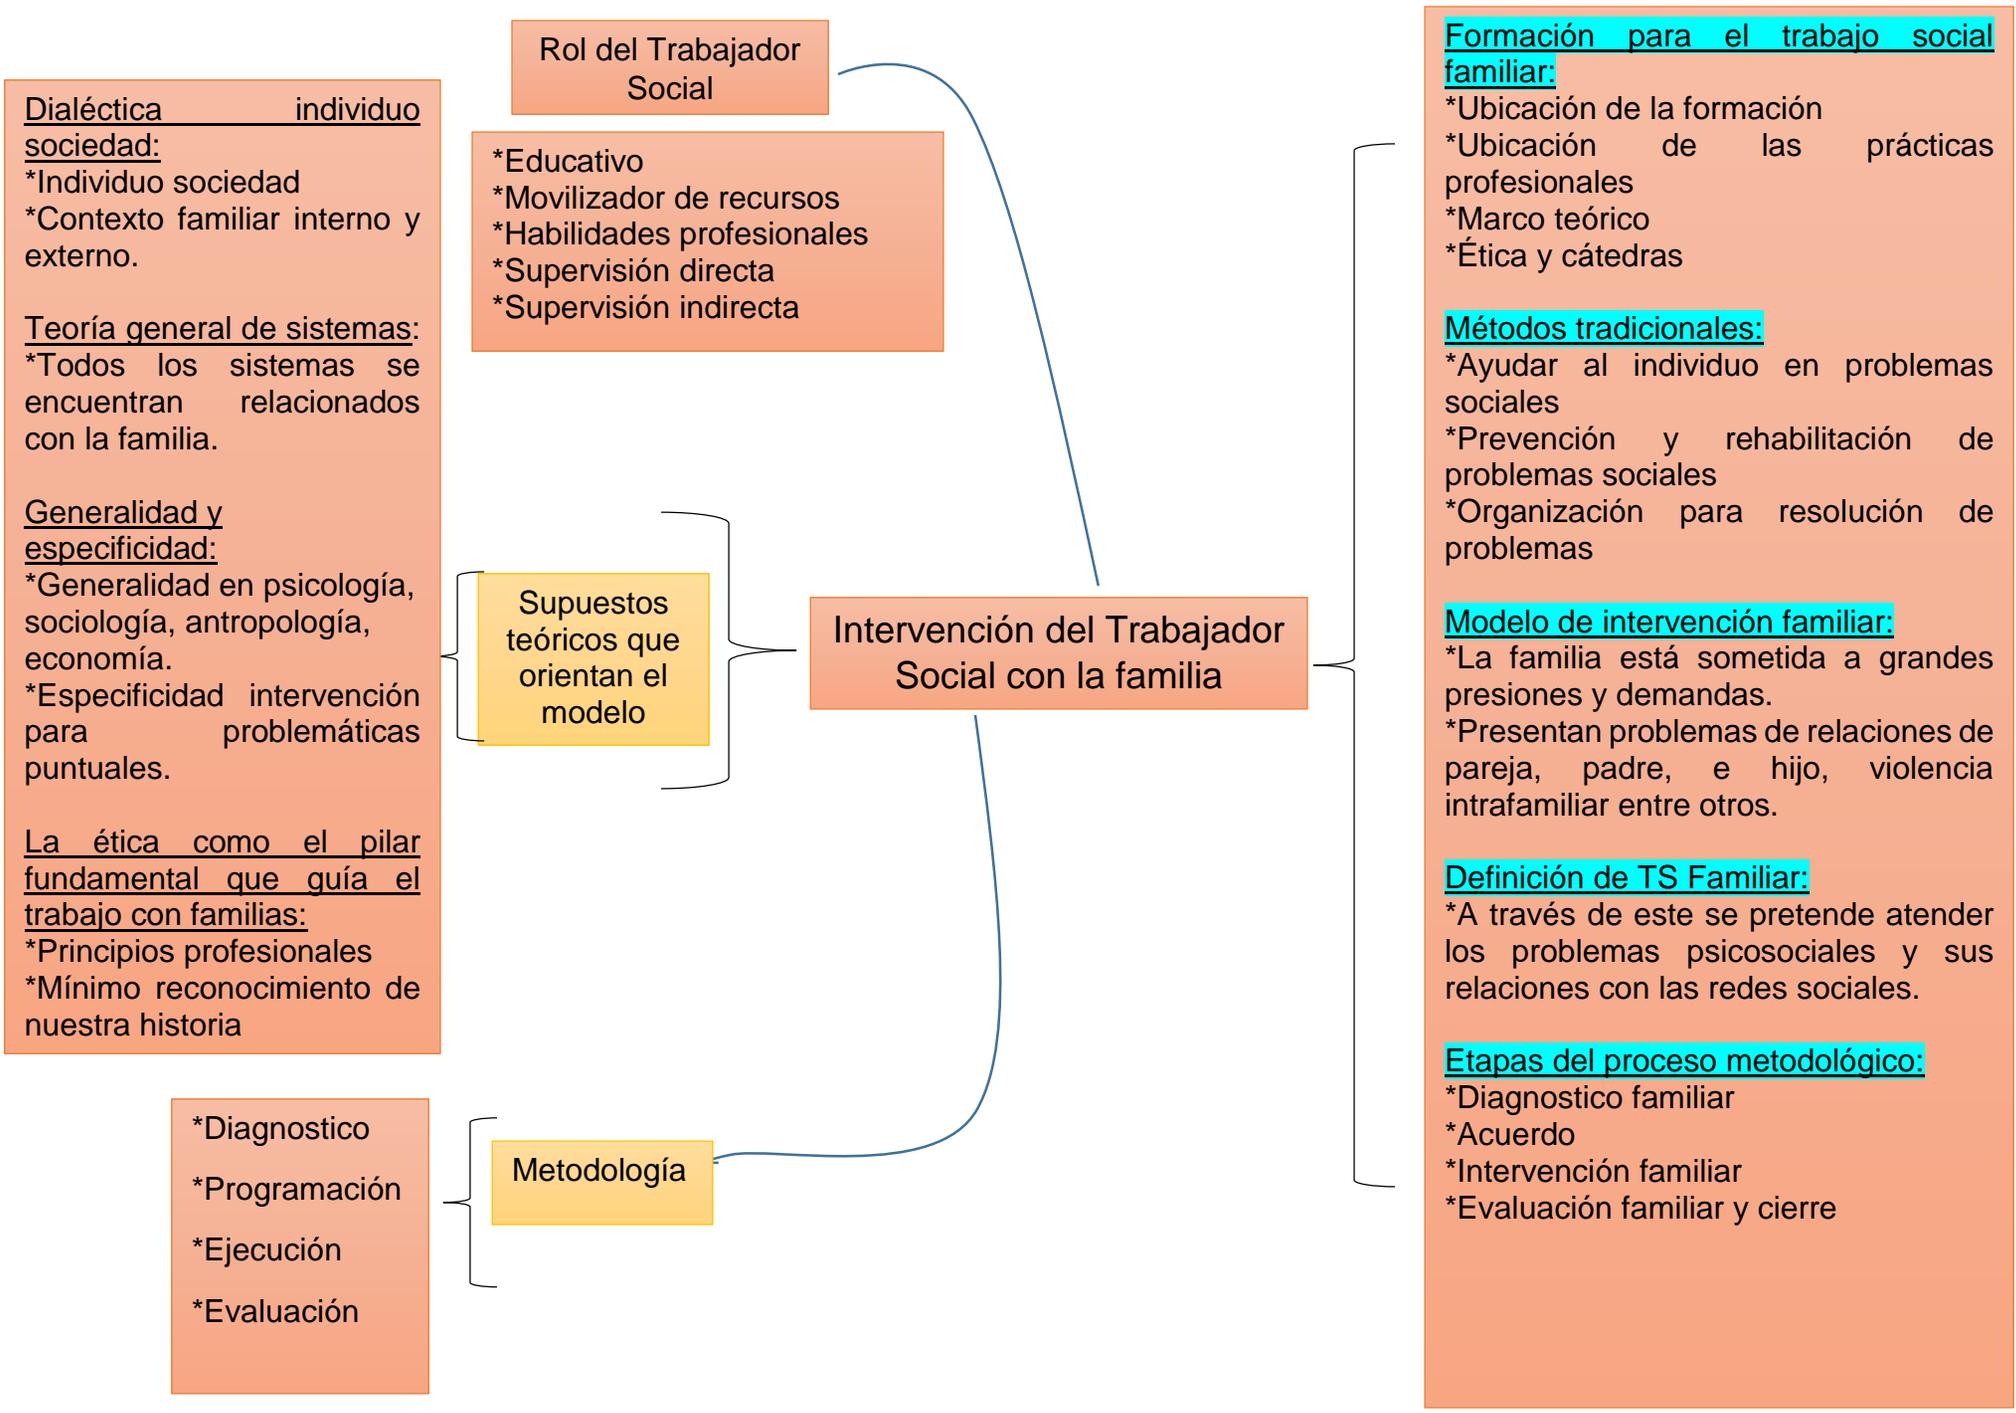 Rol del Trabajador
Social
*Educativo
*Movilizador de recursos
*Habilidades profesionales
*Supervisión directa
*Supervisión indirecta
Dialéctica individuo
sociedad:
*Individuo sociedad
*Contexto familiar interno y
externo.
Teoría general de sistemas:
*Todos los sistemas se
encuentran relacionados
con la familia.
Generalidad y
especificidad:
*Generalidad en psicología,
sociología, antropología,
economía.
*Especificidad intervención
para problemáticas
puntuales.
La ética como el pilar
fundamental que guía el
trabajo con familias:
*Principios profesionales
*Mínimo reconocimiento de
nuestra historia
Supuestos
teóricos que
orientan el
modelo
Intervención del Trabajador
Social con la familia
*Diagnostico
*Programación
*Ejecución
*Evaluación
Metodología
Formación para el trabajo social
familiar:
*Ubicación de la formación
*Ubicación de las prácticas
profesionales
*Marco teórico
*Ética y cátedras
Métodos tradicionales:
*Ayudar al individuo en problemas
sociales
*Prevención y rehabilitación de
problemas sociales
*Organización para resolución de
problemas
Modelo de intervención familiar:
*La familia está sometida a grandes
presiones y demandas.
*Presentan problemas de relaciones de
pareja, padre, e hijo, violencia
intrafamiliar entre otros.
Definición de TS Familiar:
*A través de este se pretende atender
los problemas psicosociales y sus
relaciones con las redes sociales.
Etapas del proceso metodológico:
*Diagnostico familiar
*Acuerdo
*Intervención familiar
*Evaluación familiar y cierre